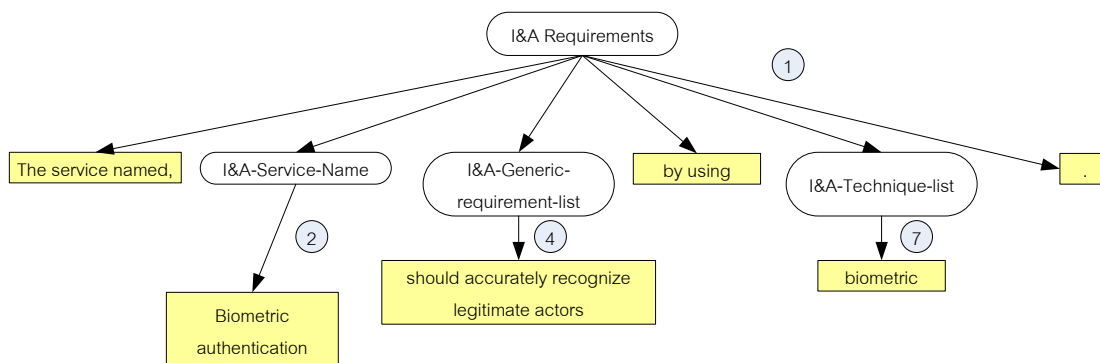 I&A Requirements
1
The service named,
I&A-Service-Name
I&A-Generic-
requirement-list
by using
I&A-Technique-list
.
2
4
7
Biometric
authentication
should accurately recognize
legitimate actors
biometric